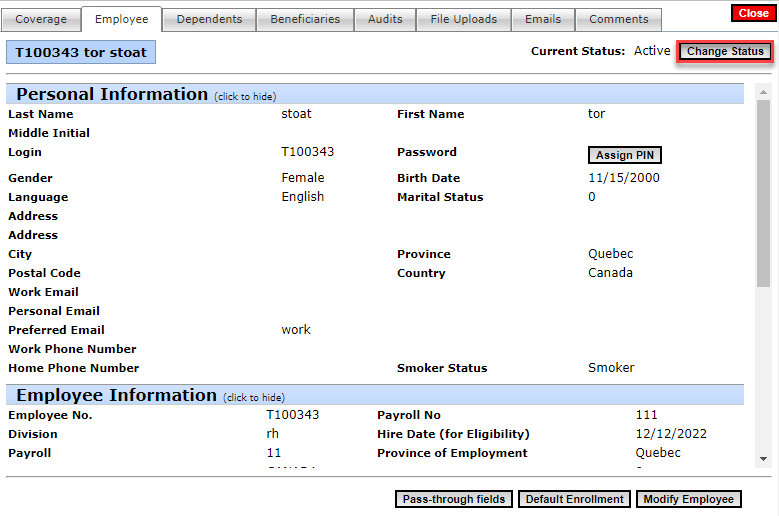 Coverage Employee Dependents Beneficiaries Audits File Uploads Emails Comments Close
T100343 tor stoat Current Status: Active Change Status
Personal Information (click to hide)
Last Name stoat First Name tor
Middle Initial
Login T100343 Password Assign PIN
Gender Female Birth Date 11/15/2000
Language English Marital Status 0
Address
Address
City Province Quebec
Postal Code Country Canada
Work Email
Personal Email
Preferred Email work
Work Phone Number
Home Phone Number Smoker Status Smoker
Employee Information (click to hide)
Employee No. T100343 Payroll No 111
Division rh Hire Date (for Eligibility) 12/12/2022
Payroll 11 Province of Employment Quebec
Pass-through fields Default Enrollment Modify Employee